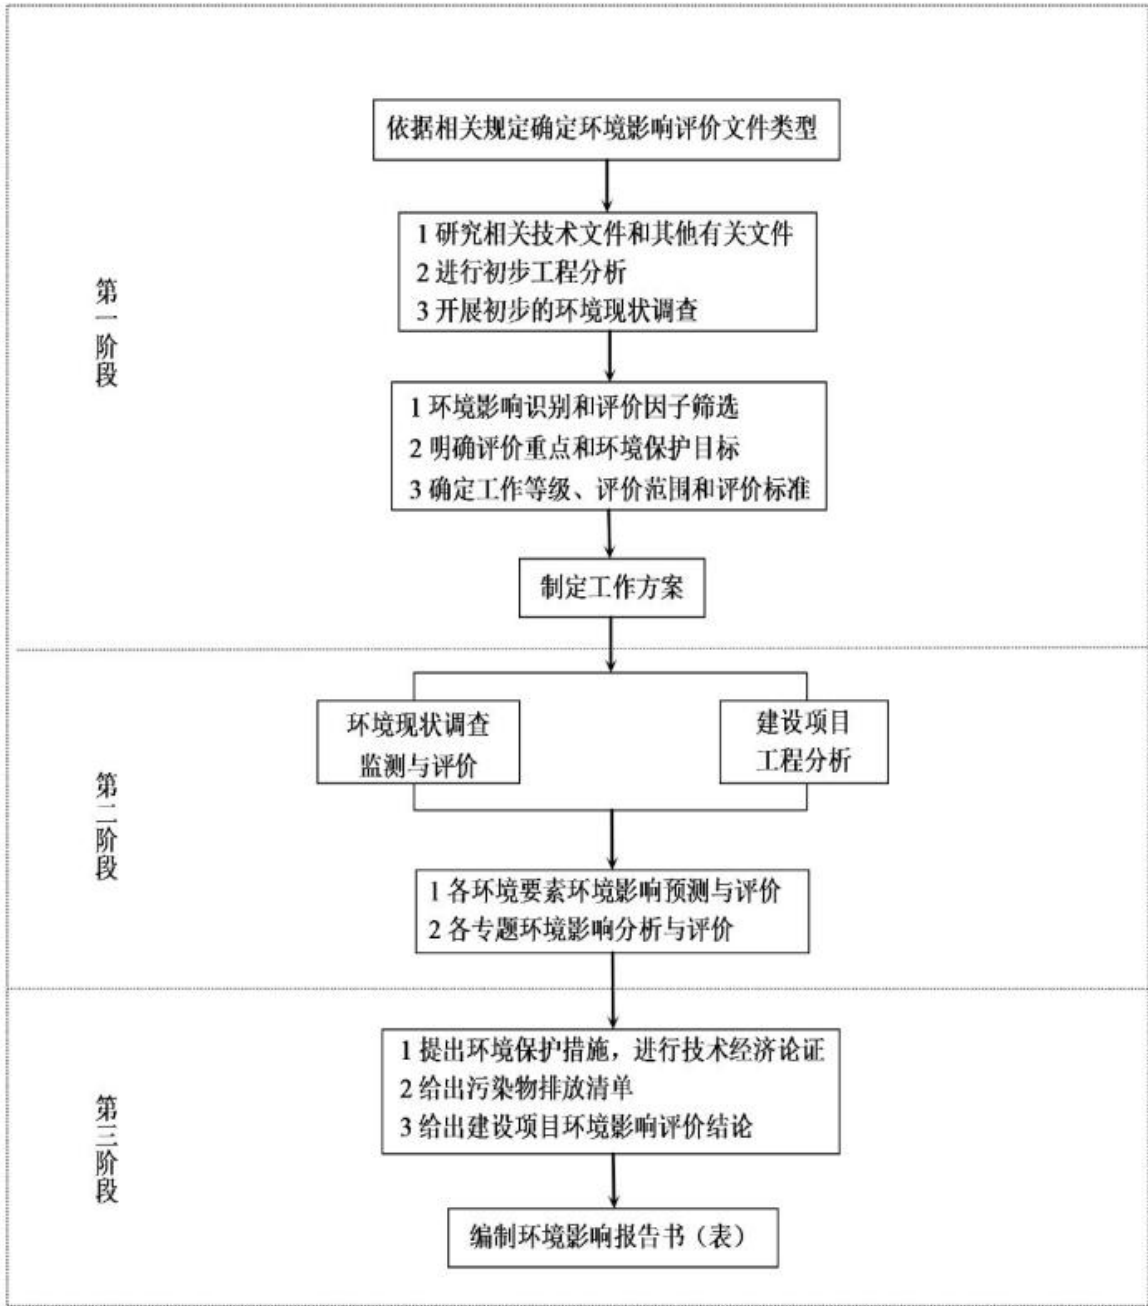 依据相关规定确定环境影响评价文件类型
1 研究相关技术文件和其他有关文件
2 进行初步工程分析
3 开展初步的环境现状调查
第一阶段
1 环境影响识别和评价因子筛选
2 明确评价重点和环境保护目标
3 确定工作等级、评价范围和评价标准
制定工作方案
环境现状调查
监测与评价
建设项目
工程分析
第二阶段
1 各环境要素环境影响预测与评价
2 各专题环境影响分析与评价
1 提出环境保护措施，进行技术经济论证
2 给出污染物排放清单
3 给出建设项目环境影响评价结论
第三阶段
编制环境影响报告书（表）